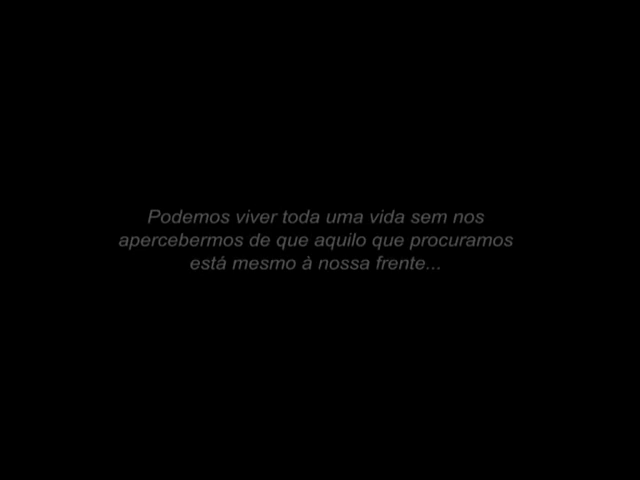 Podemos viver toda uma vida sem nos
apercebermos de que aquilo que procuramos
está mesmo à nossa frente...